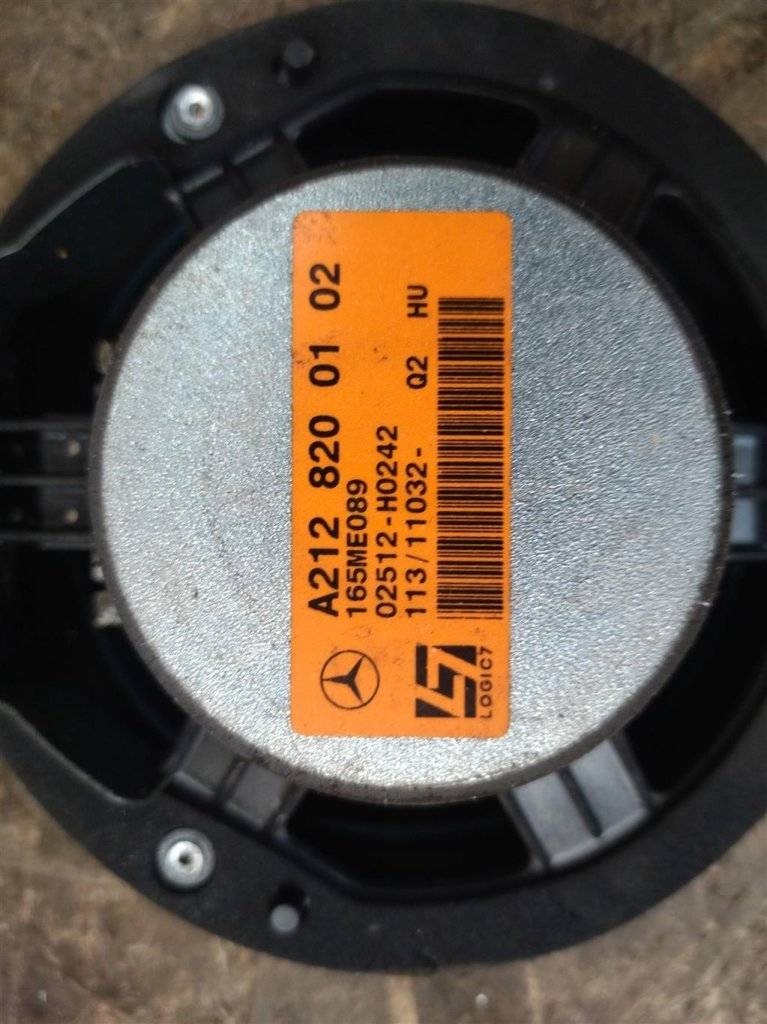 A212 820 01 02
165ME089
02512-H0242
113/11032- Q2 HU
LOGIC7